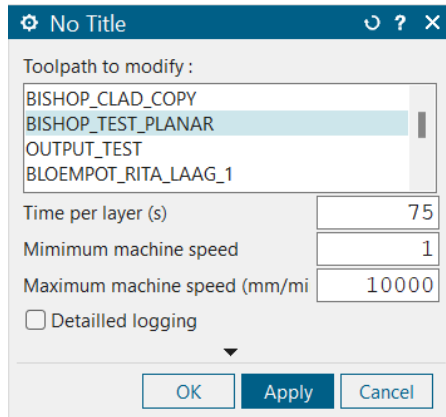 No Title
Toolpath to modify :
BISHOP_CLAD_COPY
BISHOP_TEST_PLANAR
OUTPUT_TEST
BLOEMPOT_RITA_LAAG_1
Time per layer (s) 75
Mimimum machine speed 1
Maximum machine speed (mm/mi 10000
Detailled logging
OK Apply Cancel